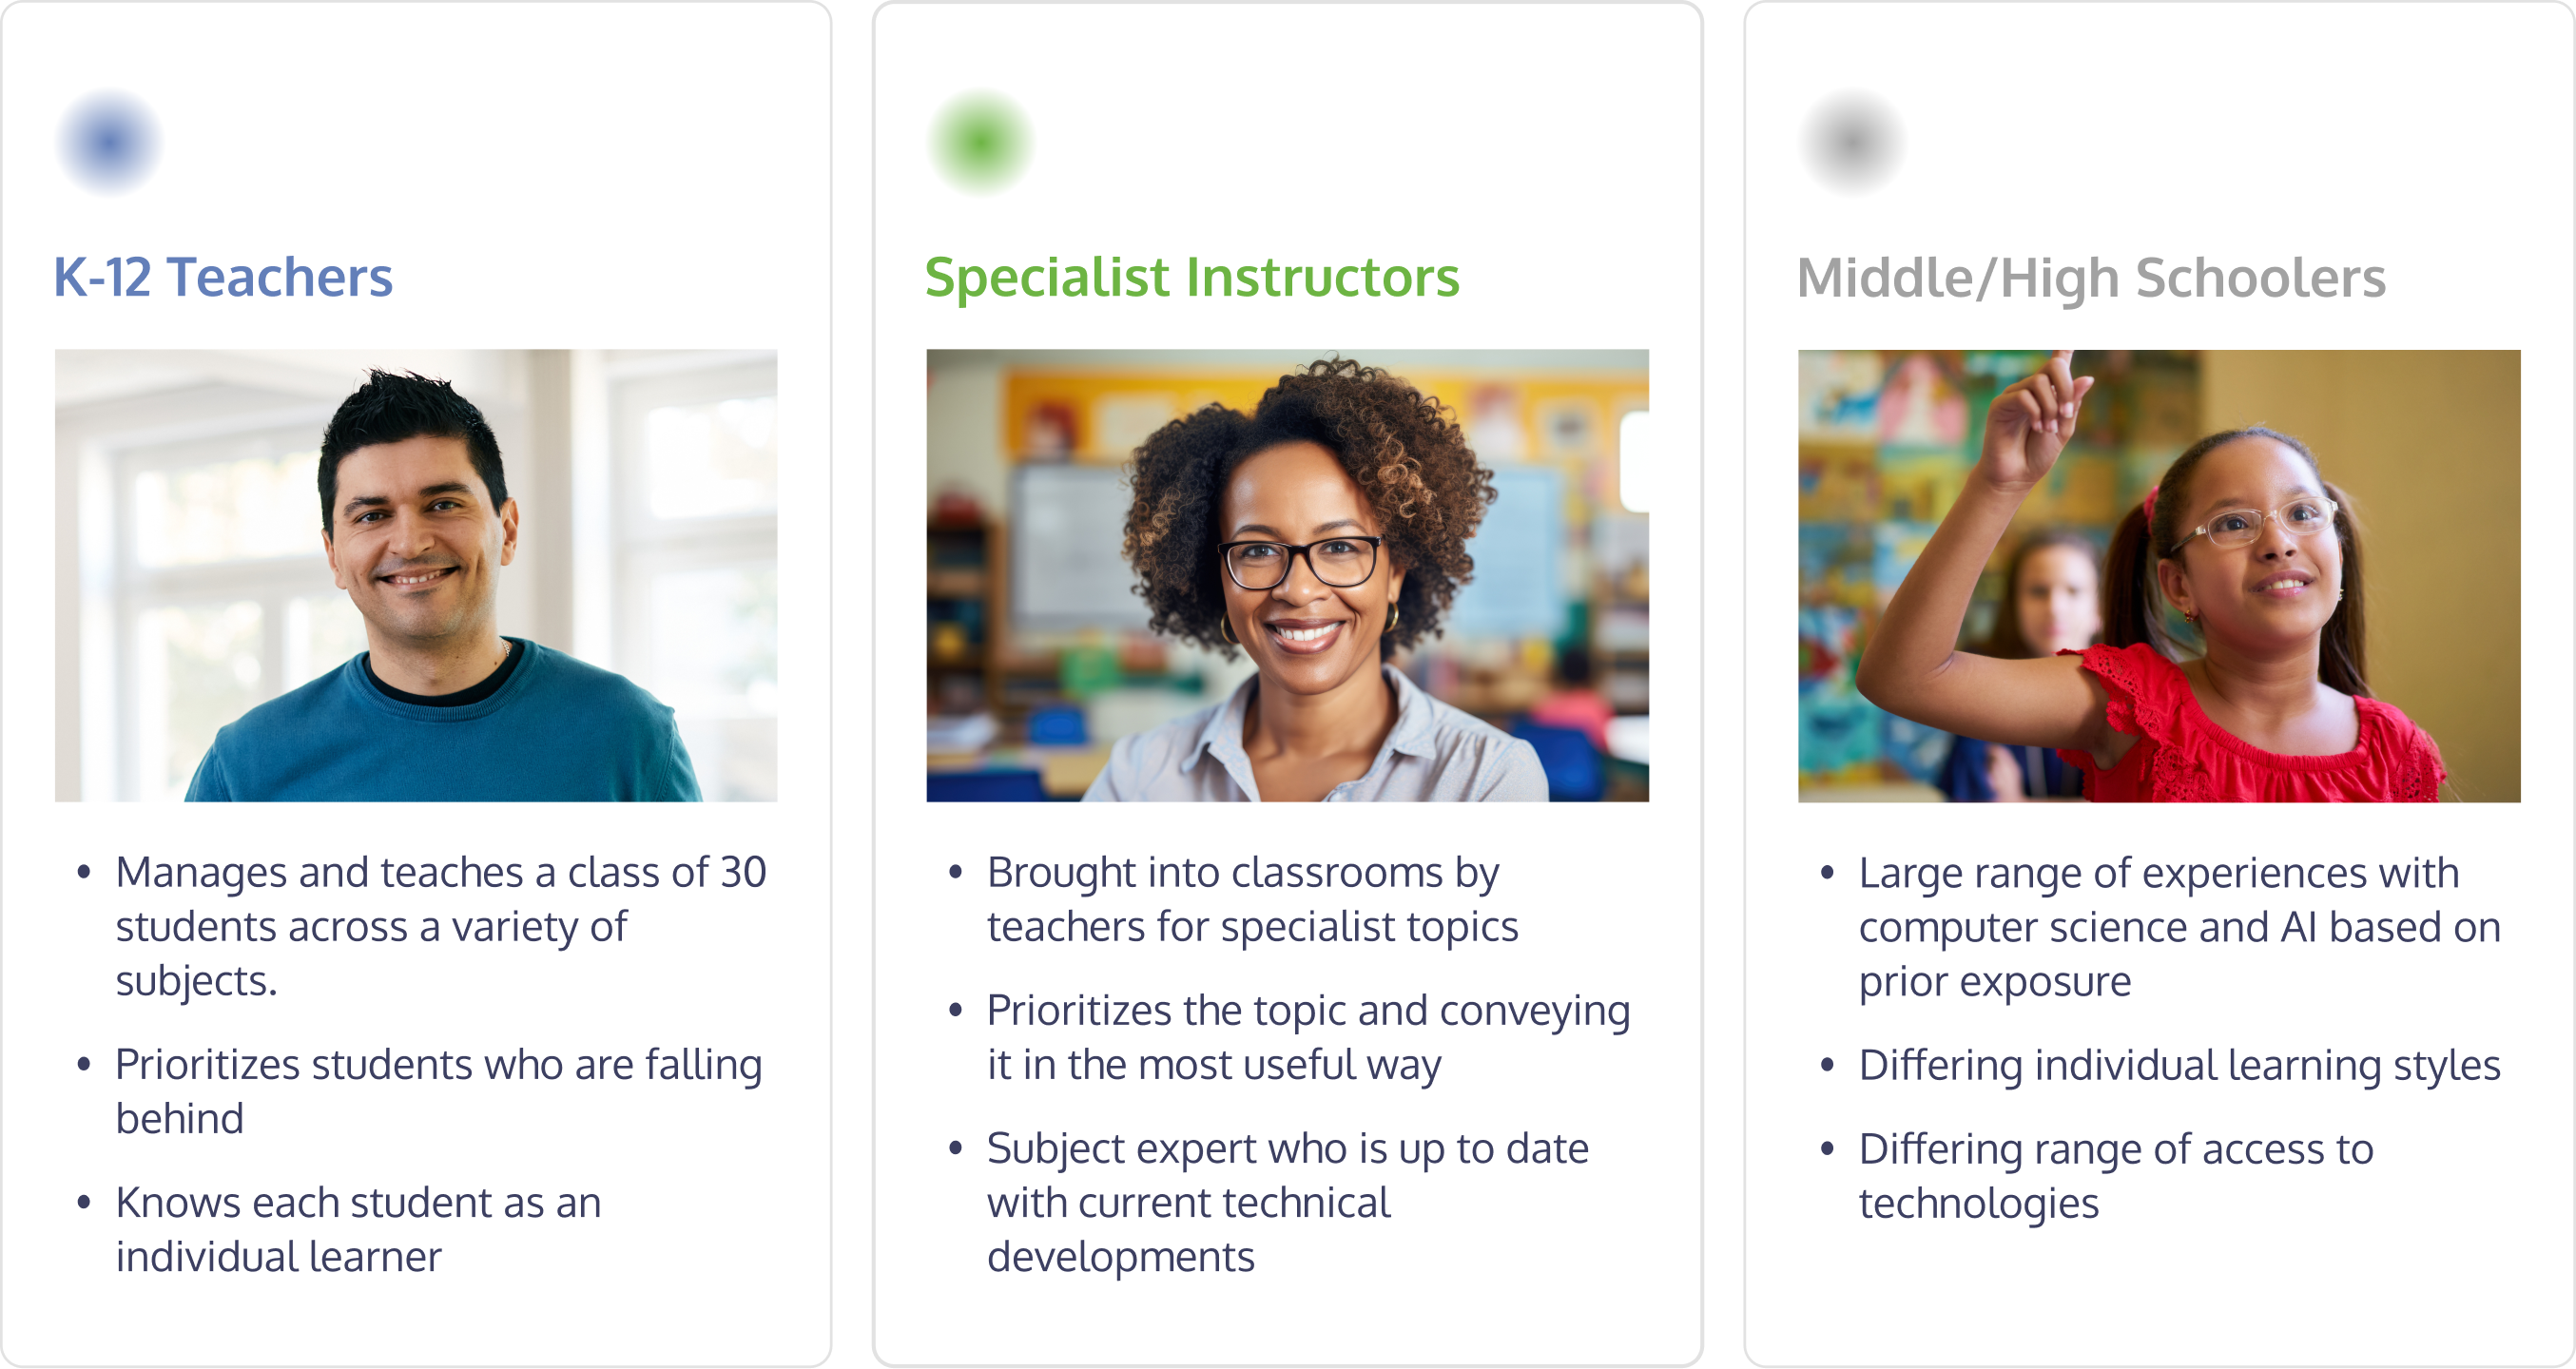 K-12 Teachers
• Manages and teaches a class of 30
students across a variety of
subjects.
• Prioritizes students who are falling
behind
• Knows each student as an
individual learner
Specialist Instructors
• Brought into classrooms by
teachers for specialist topics
• Prioritizes the topic and conveying
it in the most useful way
• Subject expert who is up to date
with current technical
developments
Middle/High Schoolers
• Large range of experiences with
computer science and AI based on
prior exposure
• Differing individual learning styles
• Differing range of access to
technologies